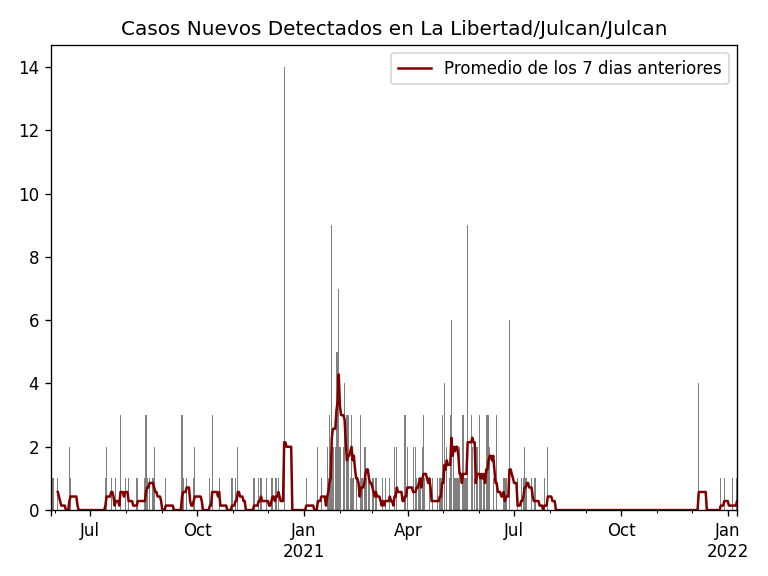 Casos Nuevos Detectados en La Libertad/Julcan/Julcan
Promedio de los 7 dias anteriores
14
12
10
8
6
4
2
0
Jul
Oct
Jan
2021
Apr
Jul
Oct
Jan
2022